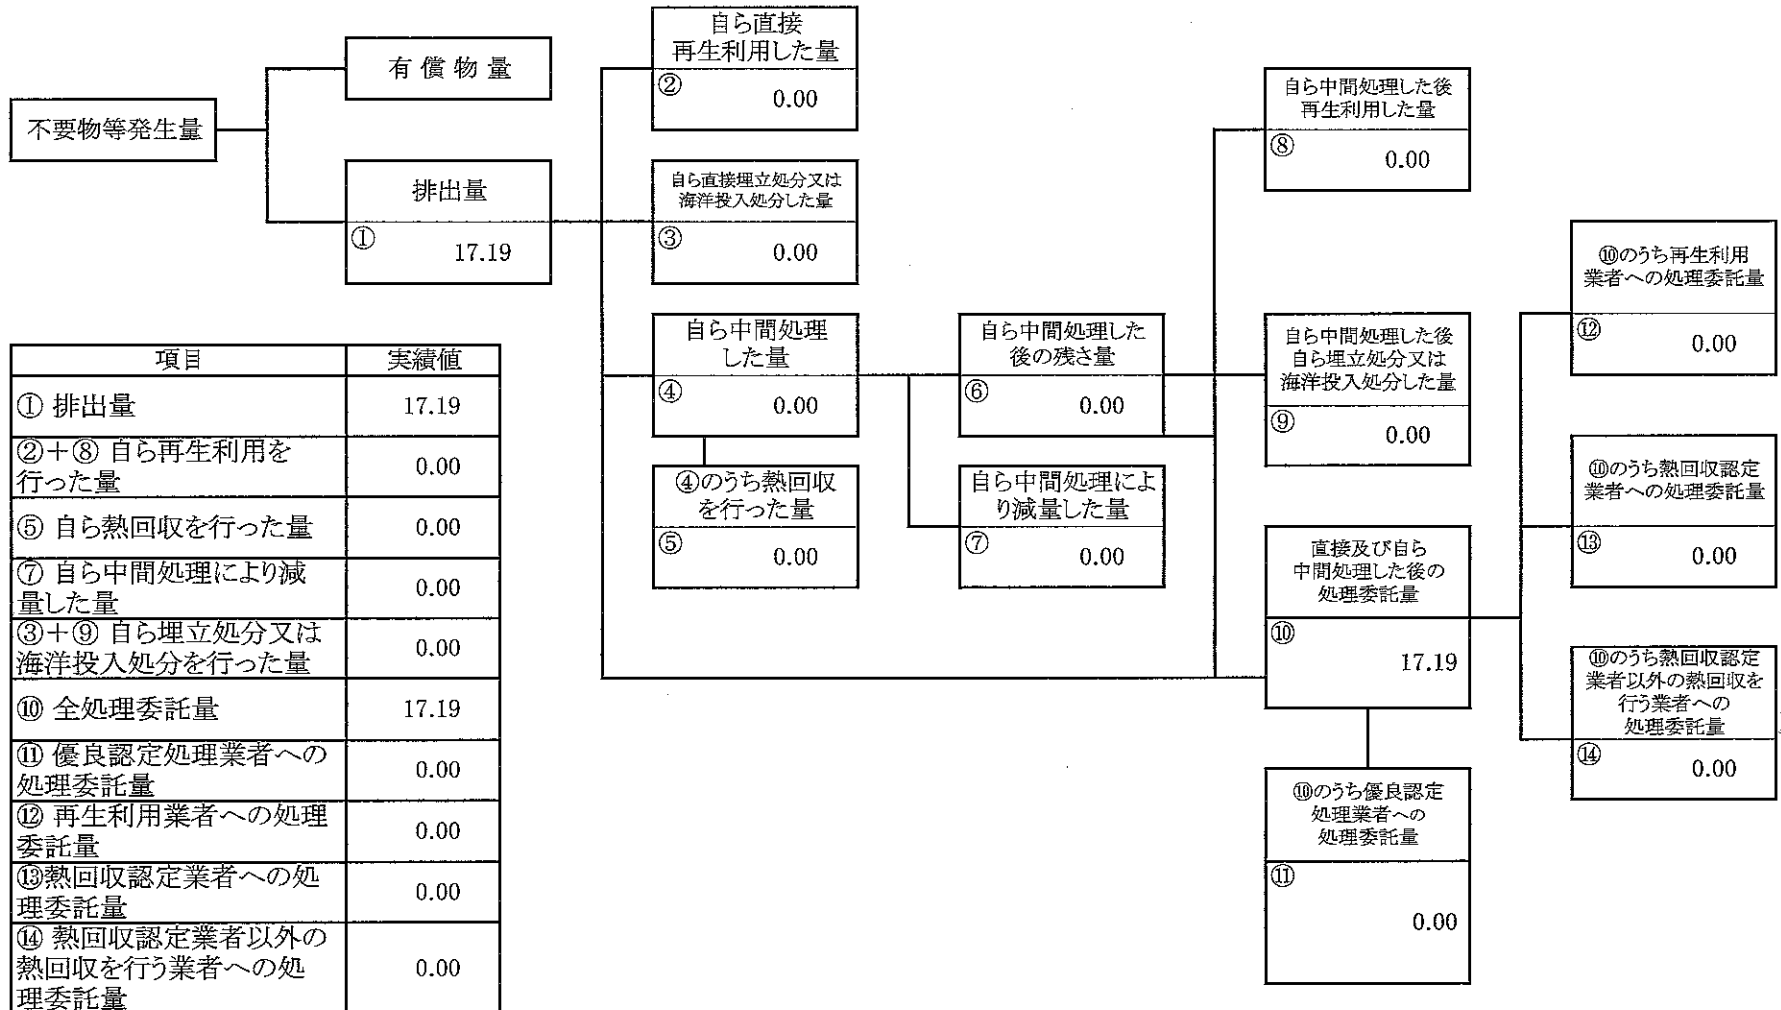 不要物等発生量
有 償 物 量
排出量
①
17.19
自ら直接
再生利用した量
②
0.00
自ら直接埋立処分又は
海洋投入処分した量
③
0.00
自ら中間処理
した量
④
0.00
④のうち熱回収
を行った量
⑤
0.00
自ら中間処理した
後の残さ量
⑥
0.00
自ら中間処理によ
り減量した量
⑦
0.00
自ら中間処理した後
再生利用した量
⑧
0.00
自ら中間処理した後
自ら埋立処分又は
海洋投入処分した量
⑨
0.00
直接及び自ら
中間処理した後の
処理委託量
⑩
17.19
⑩のうち優良認定
処理業者への
処理委託量
⑪
0.00
⑩のうち再生利用
業者への処理委託量
⑫
0.00
⑩のうち熱回収認定
業者への処理委託量
⑬
0.00
⑩のうち熱回収認定
業者以外の熱回収を
行う業者への
処理委託量
⑭
0.00
項目 実績値
① 排出量 17.19
②＋⑧ 自ら再生利用を
行った量 0.00
⑤ 自ら熱回収を行った量 0.00
⑦ 自ら中間処理により減
量した量 0.00
③＋⑨ 自ら埋立処分又は
海洋投入処分を行った量 0.00
⑩ 全処理委託量 17.19
⑪ 優良認定処理業者への
処理委託量 0.00
⑫ 再生利用業者への処理
委託量 0.00
⑬熱回収認定業者への処
理委託量 0.00
⑭ 熱回収認定業者以外の
熱回収を行う業者への処
理委託量 0.00